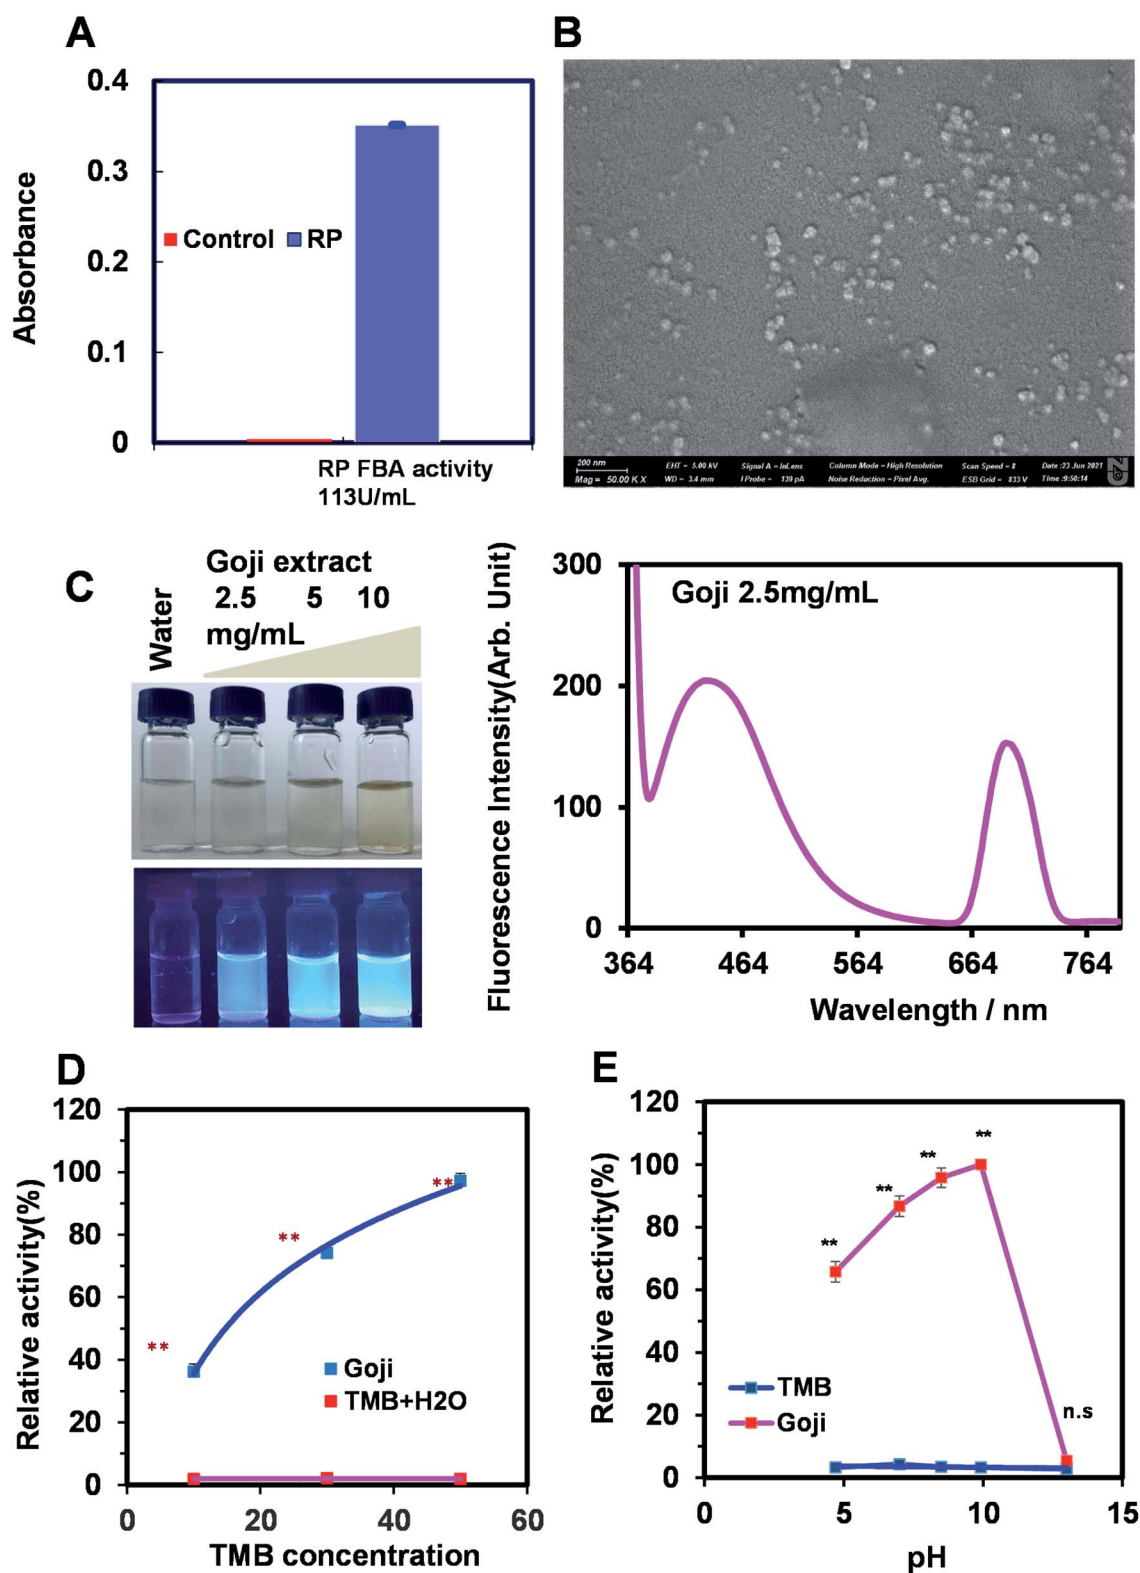 A
0.4
0.3
0.2
0.1
0
Absorbance
Control RP
RP FBA activity
113U/mL
B
200 nm
Mag = 50.00 K X
EHT = 5.00 kV
WD = 3.4 mm
Signal A = InLens
I Probe = 139 pA
Column Mode = High Resolution
Noise Reduction = Pixel Avg.
Scan Speed = 8
ESB Grid = 833 V
Date :23 Jun 2021
Time :9:50:14
C
Water
Goji extract
2.5 5 10
mg/mL
Fluorescence Intensity(Arb. Unit)
300
200
100
0
Goji 2.5mg/mL
364 464 564 664 764
Wavelength / nm
D
120
100
80
60
40
20
0
Relative activity(%)
**
**
**
Goji
TMB+H2O
0 20 40 60
TMB concentration
E
120
100
80
60
40
20
0
Relative activity(%)
**
**
**
**
n.s
TMB
Goji
0 5 10 15
pH